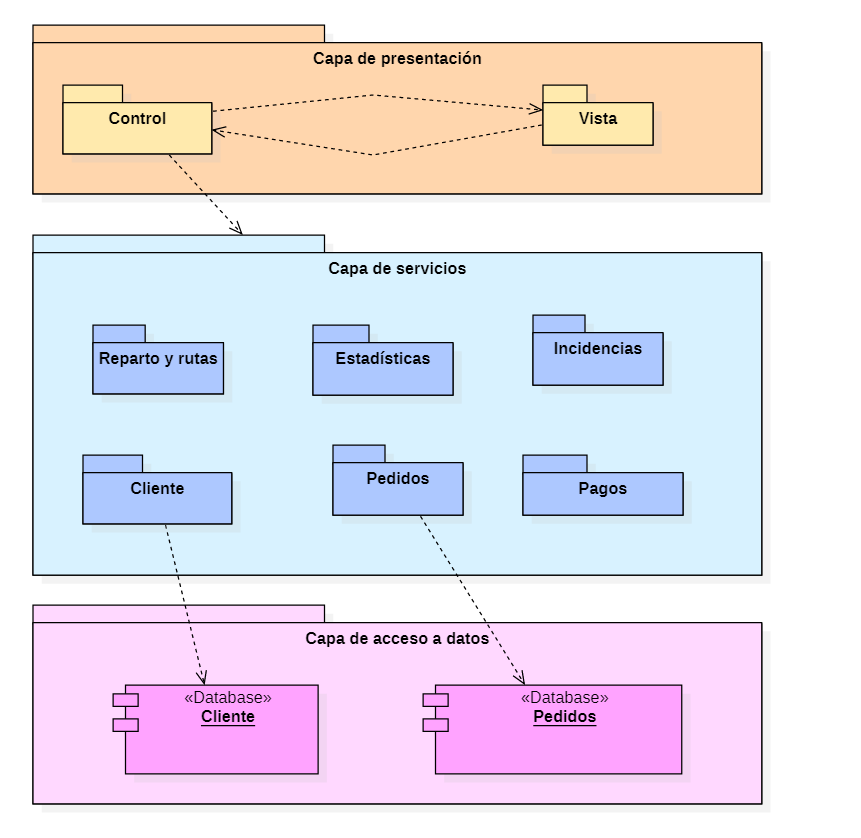 Capa de presentación
Control
Vista
Capa de servicios
Reparto y rutas
Estadísticas
Incidencias
Cliente
Pedidos
Pagos
Capa de acceso a datos
«Database»
Cliente
«Database»
Pedidos